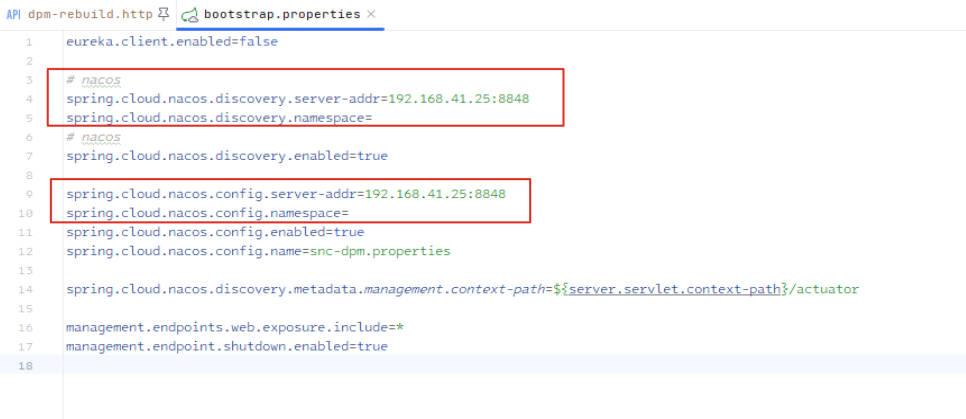 API dpm-rebuild.http bootstrap.properties ×
1 eureka.client.enabled=false
2
3 # nacos
4 spring.cloud.nacos.discovery.server-addr=192.168.41.25:8848
5 spring.cloud.nacos.discovery.namespace=
6 # nacos
7 spring.cloud.nacos.discovery.enabled=true
8
9 spring.cloud.nacos.config.server-addr=192.168.41.25:8848
10 spring.cloud.nacos.config.namespace=
11 spring.cloud.nacos.config.enabled=true
12 spring.cloud.nacos.config.name=snc-dpm.properties
13
14 spring.cloud.nacos.discovery.metadata.management.context-path=${server.servlet.context-path}/actuator
15
16 management.endpoints.web.exposure.include=*
17 management.endpoint.shutdown.enabled=true
18